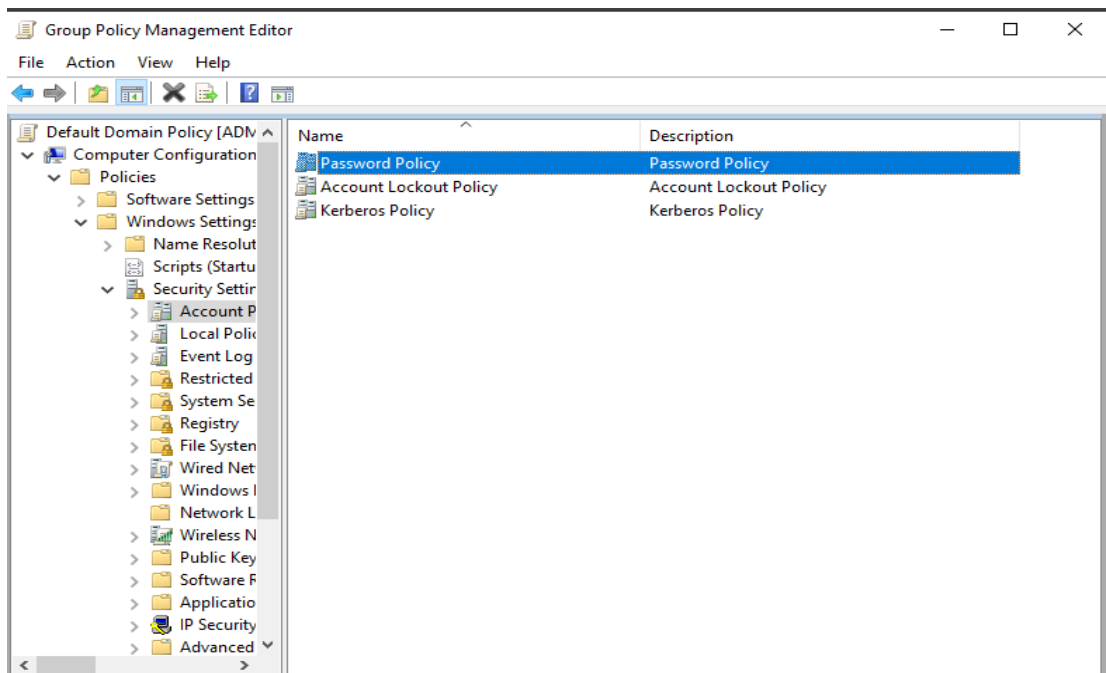 Group Policy Management Editor
File Action View Help
Default Domain Policy [ADM
Computer Configuration
Policies
Software Settings
Windows Settings
Name Resolut
Scripts (Startu
Security Settin
Account P
Local Polic
Event Log
Restricted
System Se
Registry
File System
Wired Net
Windows
Network L
Wireless N
Public Key
Software R
Applicatio
IP Security
Advanced
Name Description
Password Policy Password Policy
Account Lockout Policy Account Lockout Policy
Kerberos Policy Kerberos Policy